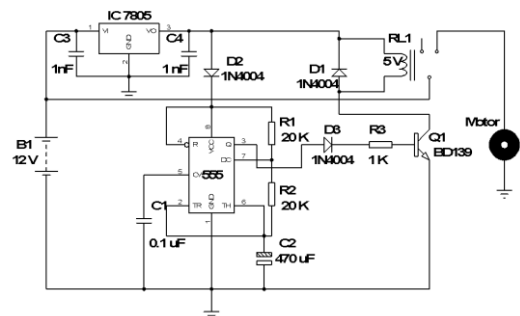 IC 7805
C3
1 VI VO 3
C4
GND
2
1nF
1 nF
D2
1N4004
D1
1N4004
RL1
5V
B1
12 V
8
VCC
4 R Q 3
DC 7
5 CV 555
2 TR GND TH 6
1
R1
20 K
R2
20 K
D3
1N4004
R3
1 K
Q1
BD139
Motor
C1
0.1 uF
C2
470 uF